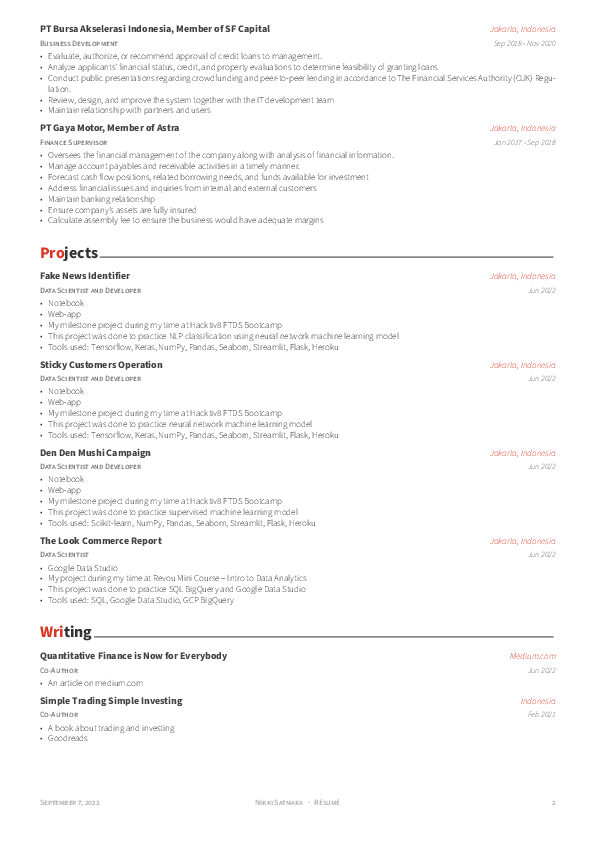 PT Bursa Akselerasi Indonesia, Member of SF Capital Jakarta, Indonesia
Business Development Sep 2018 - Nov 2020
• Evaluate, authorize, or recommend approval of credit loans to management.
• Analyze applicants' financial status, credit, and property evaluations to determine feasibility of granting loans.
• Conduct public presentations regarding crowdfunding and peer-to-peer lending in accordance to The Financial Services Authority (OJK) Regu-
lation.
• Review, design, and improve the system together with the IT development team
• Maintain relationship with partners and users
PT Gaya Motor, Member of Astra Jakarta, Indonesia
Finance Supervisor Jan 2017 - Sep 2018
• Oversees the financial management of the company along with analysis of financial information.
• Manage account payables and receivable activities in a timely manner.
• Forecast cash flow positions, related borrowing needs, and funds available for investment
• Address financial issues and inquiries from internal and external customers
• Maintain banking relationship
• Ensure company's assets are fully insured
• Calculate assembly fee to ensure the business would have adequate margins
Projects
Fake News Identifier Jakarta, Indonesia
Data Scientist and Developer Jun 2022
• Notebook
• Web-app
• My milestone project during my time at Hacktiv8 FTDS Bootcamp
• This project was done to practice NLP classification using neural network machine learning model
• Tools used: Tensorflow, Keras, NumPy, Pandas, Seaborn, Streamlit, Flask, Heroku
Sticky Customers Operation Jakarta, Indonesia
Data Scientist and Developer Jun 2022
• Notebook
• Web-app
• My milestone project during my time at Hacktiv8 FTDS Bootcamp
• This project was done to practice neural network machine learning model
• Tools used: Tensorflow, Keras, NumPy, Pandas, Seaborn, Streamlit, Flask, Heroku
Den Den Mushi Campaign Jakarta, Indonesia
Data Scientist and Developer Jun 2022
• Notebook
• Web-app
• My milestone project during my time at Hacktiv8 FTDS Bootcamp
• This project was done to practice supervised machine learning model
• Tools used: Scikit-learn, NumPy, Pandas, Seaborn, Streamlit, Flask, Heroku
The Look Commerce Report Jakarta, Indonesia
Data Scientist Jun 2022
• Google Data Studio
• My project during my time at Revou Mini Course – Intro to Data Analytics
• This project was done to practice SQL BigQuery and Google Data Studio
• Tools used: SQL, Google Data Studio, GCP BigQuery
Writing
Quantitative Finance is Now for Everybody Medium.com
Co-Author Jun 2022
• An article on medium.com
Simple Trading Simple Investing Indonesia
Co-Author Feb 2021
• A book about trading and investing
• Goodreads
September 7, 2023 Nikki Satmaka · Résumé 2